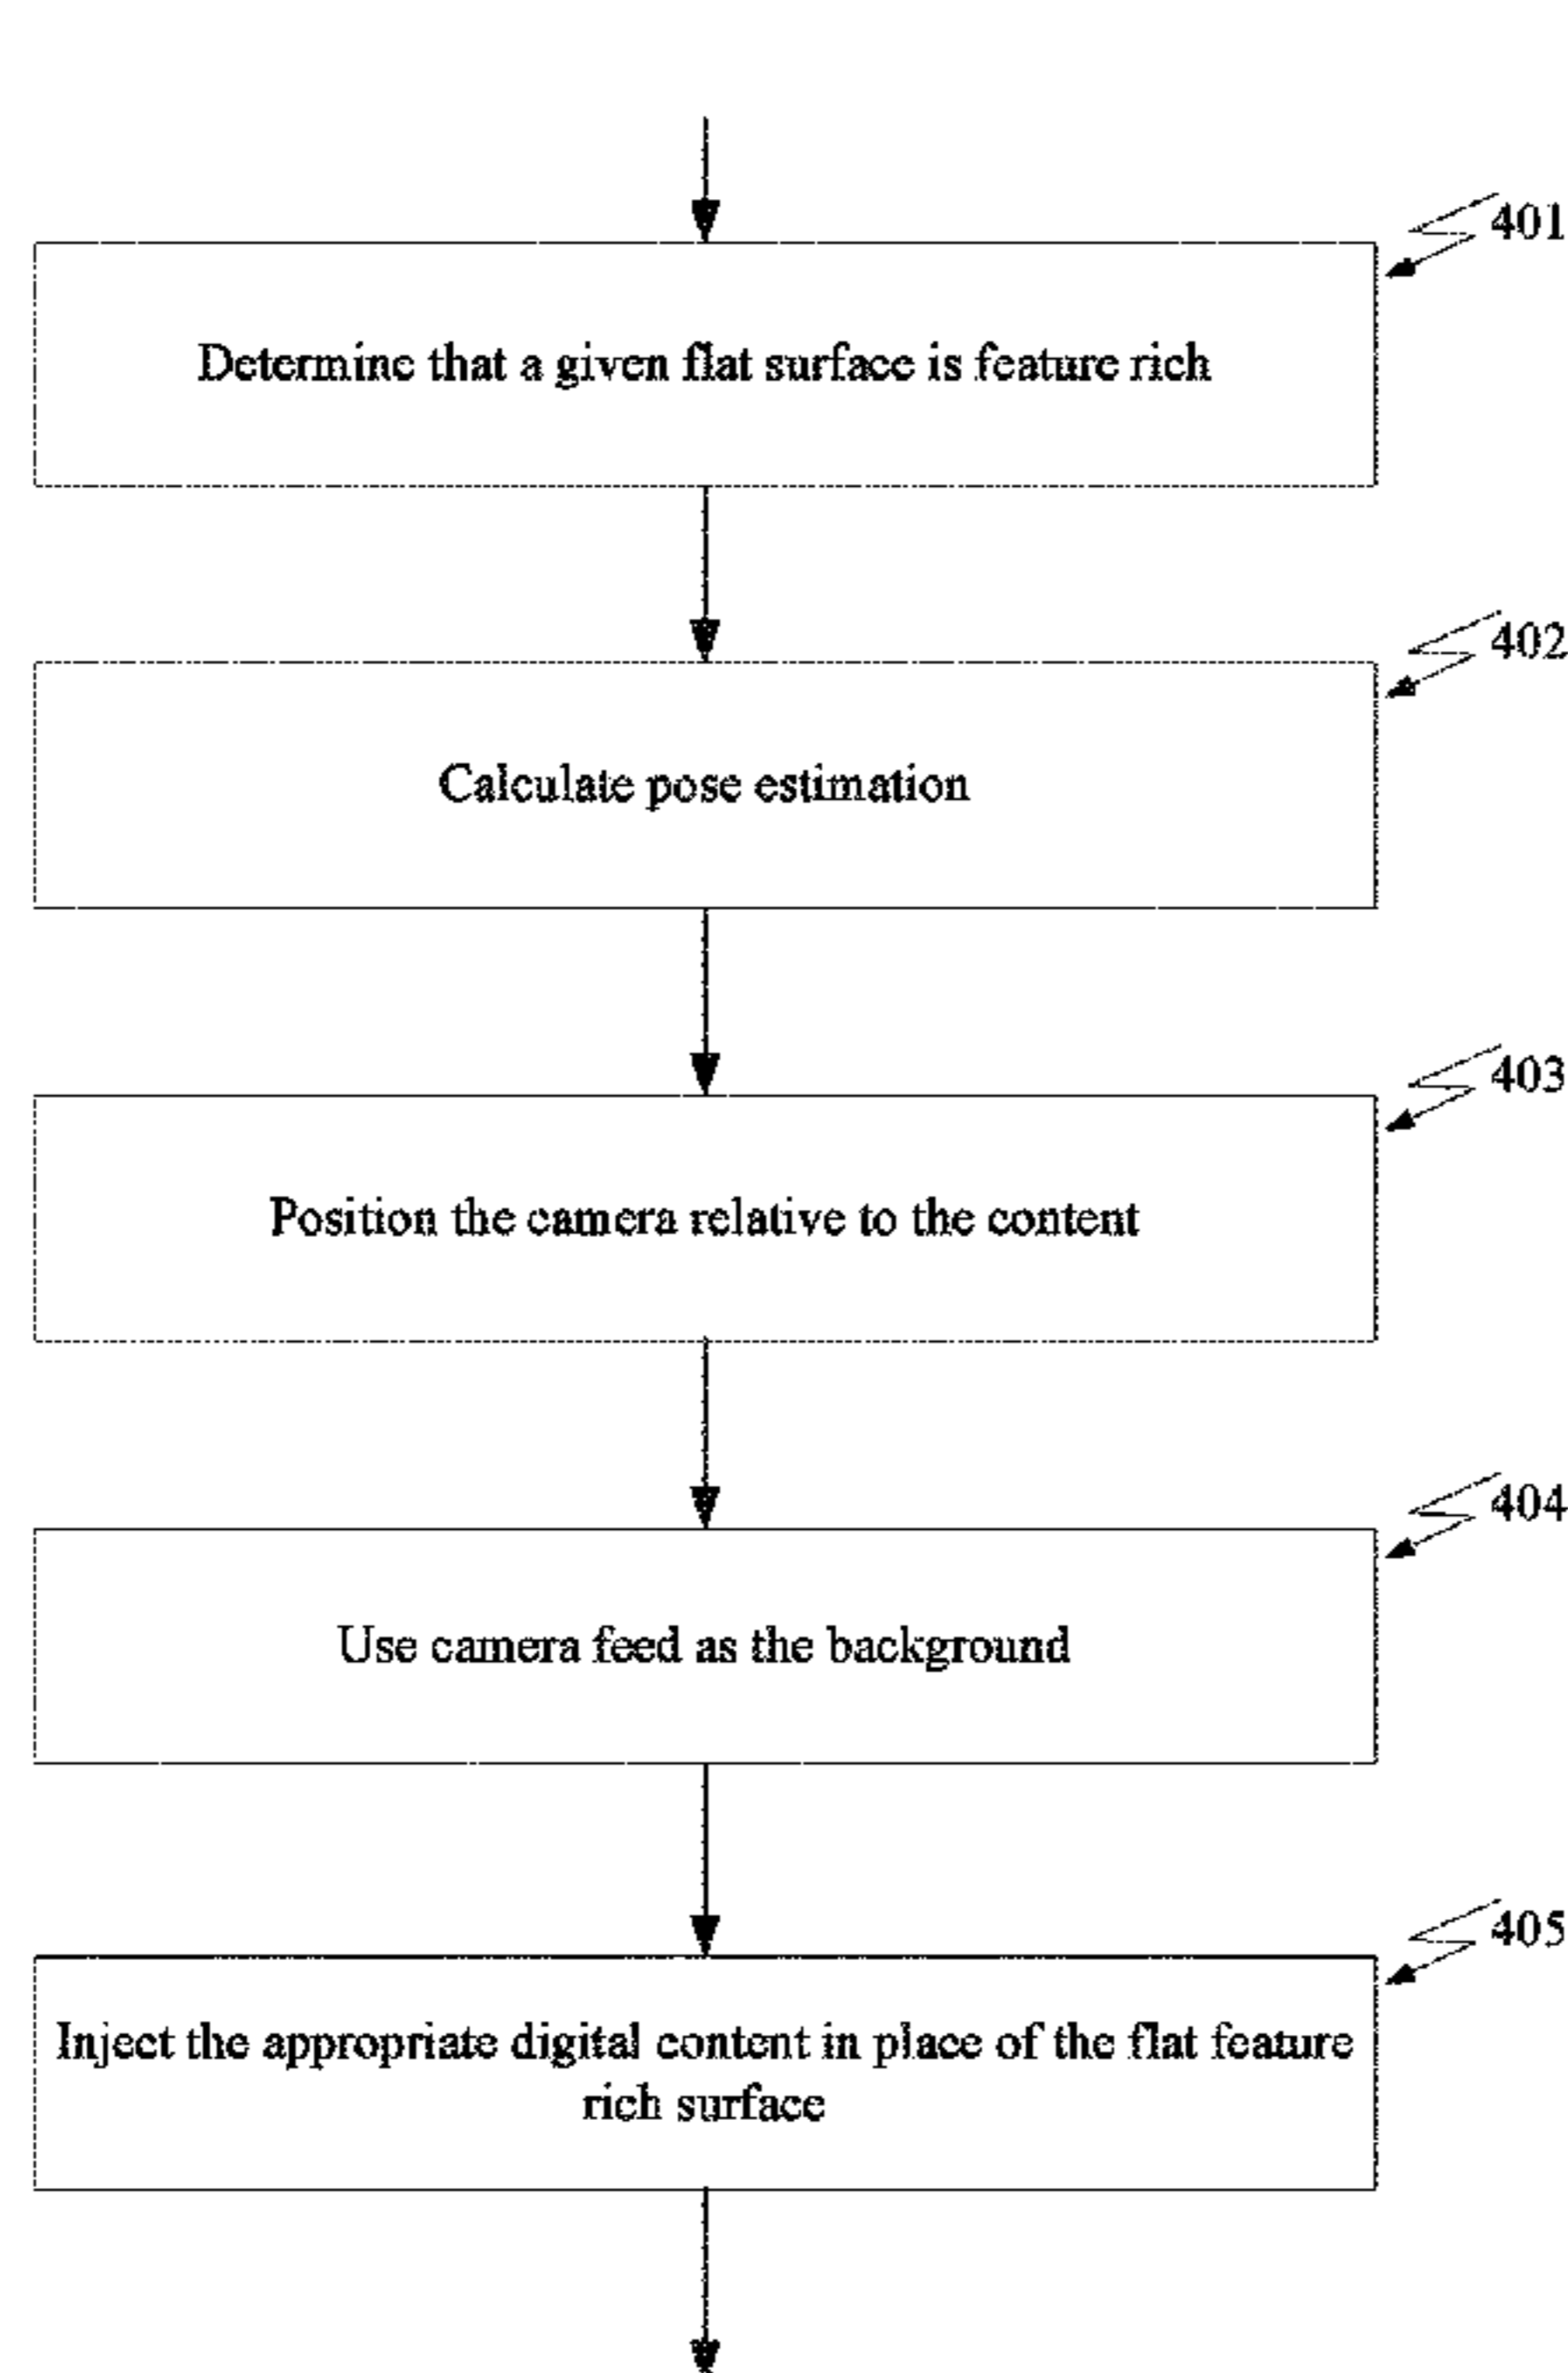 401
Determine that a given flat surface is feature rich
402
Calculate pose estimation
403
Position the camera relative to the content
404
Use camera feed as the background
405
Inject the appropriate digital content in place of the flat feature
rich surface